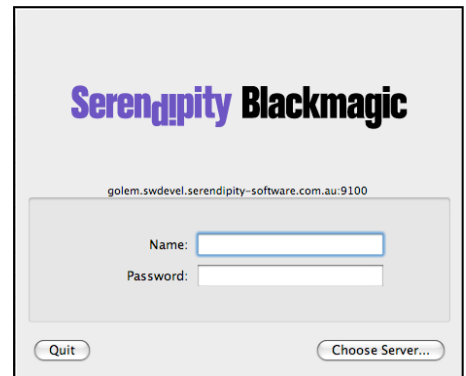 Serendipity Blackmagic
golem.swdevel.serendipity-software.com.au:9100
Name:
Password:
Quit Choose Server...